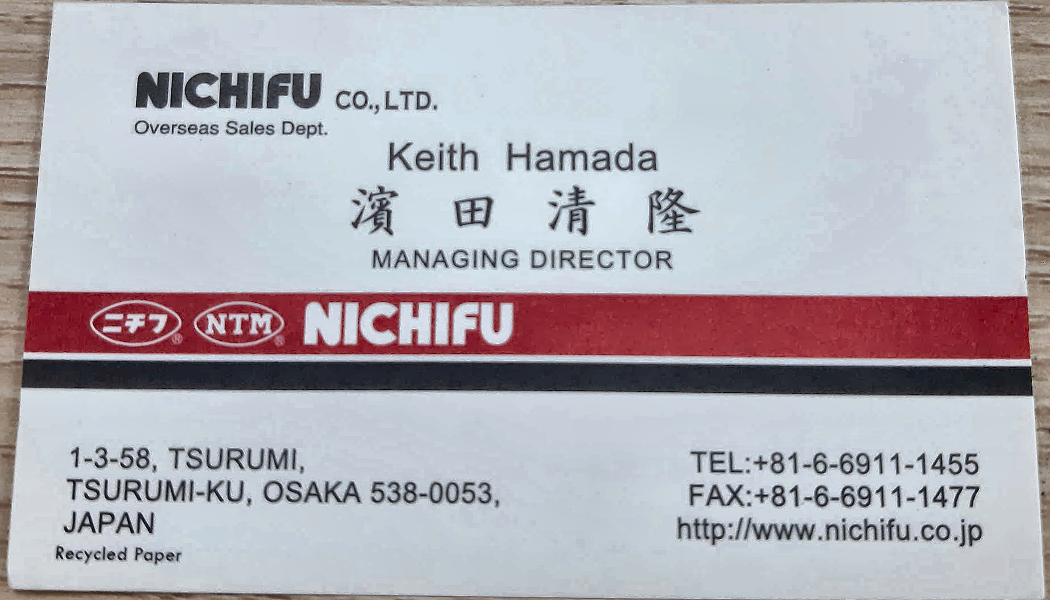 NICHIFU CO.,LTD.
Overseas Sales Dept.
Keith Hamada
濱田清隆
MANAGING DIRECTOR
ニチフ® NTM® NICHIFU
1-3-58, TSURUMI,
TSURUMI-KU, OSAKA 538-0053,
JAPAN
Recycled Paper
TEL:+81-6-6911-1455
FAX:+81-6-6911-1477
http://www.nichifu.co.jp